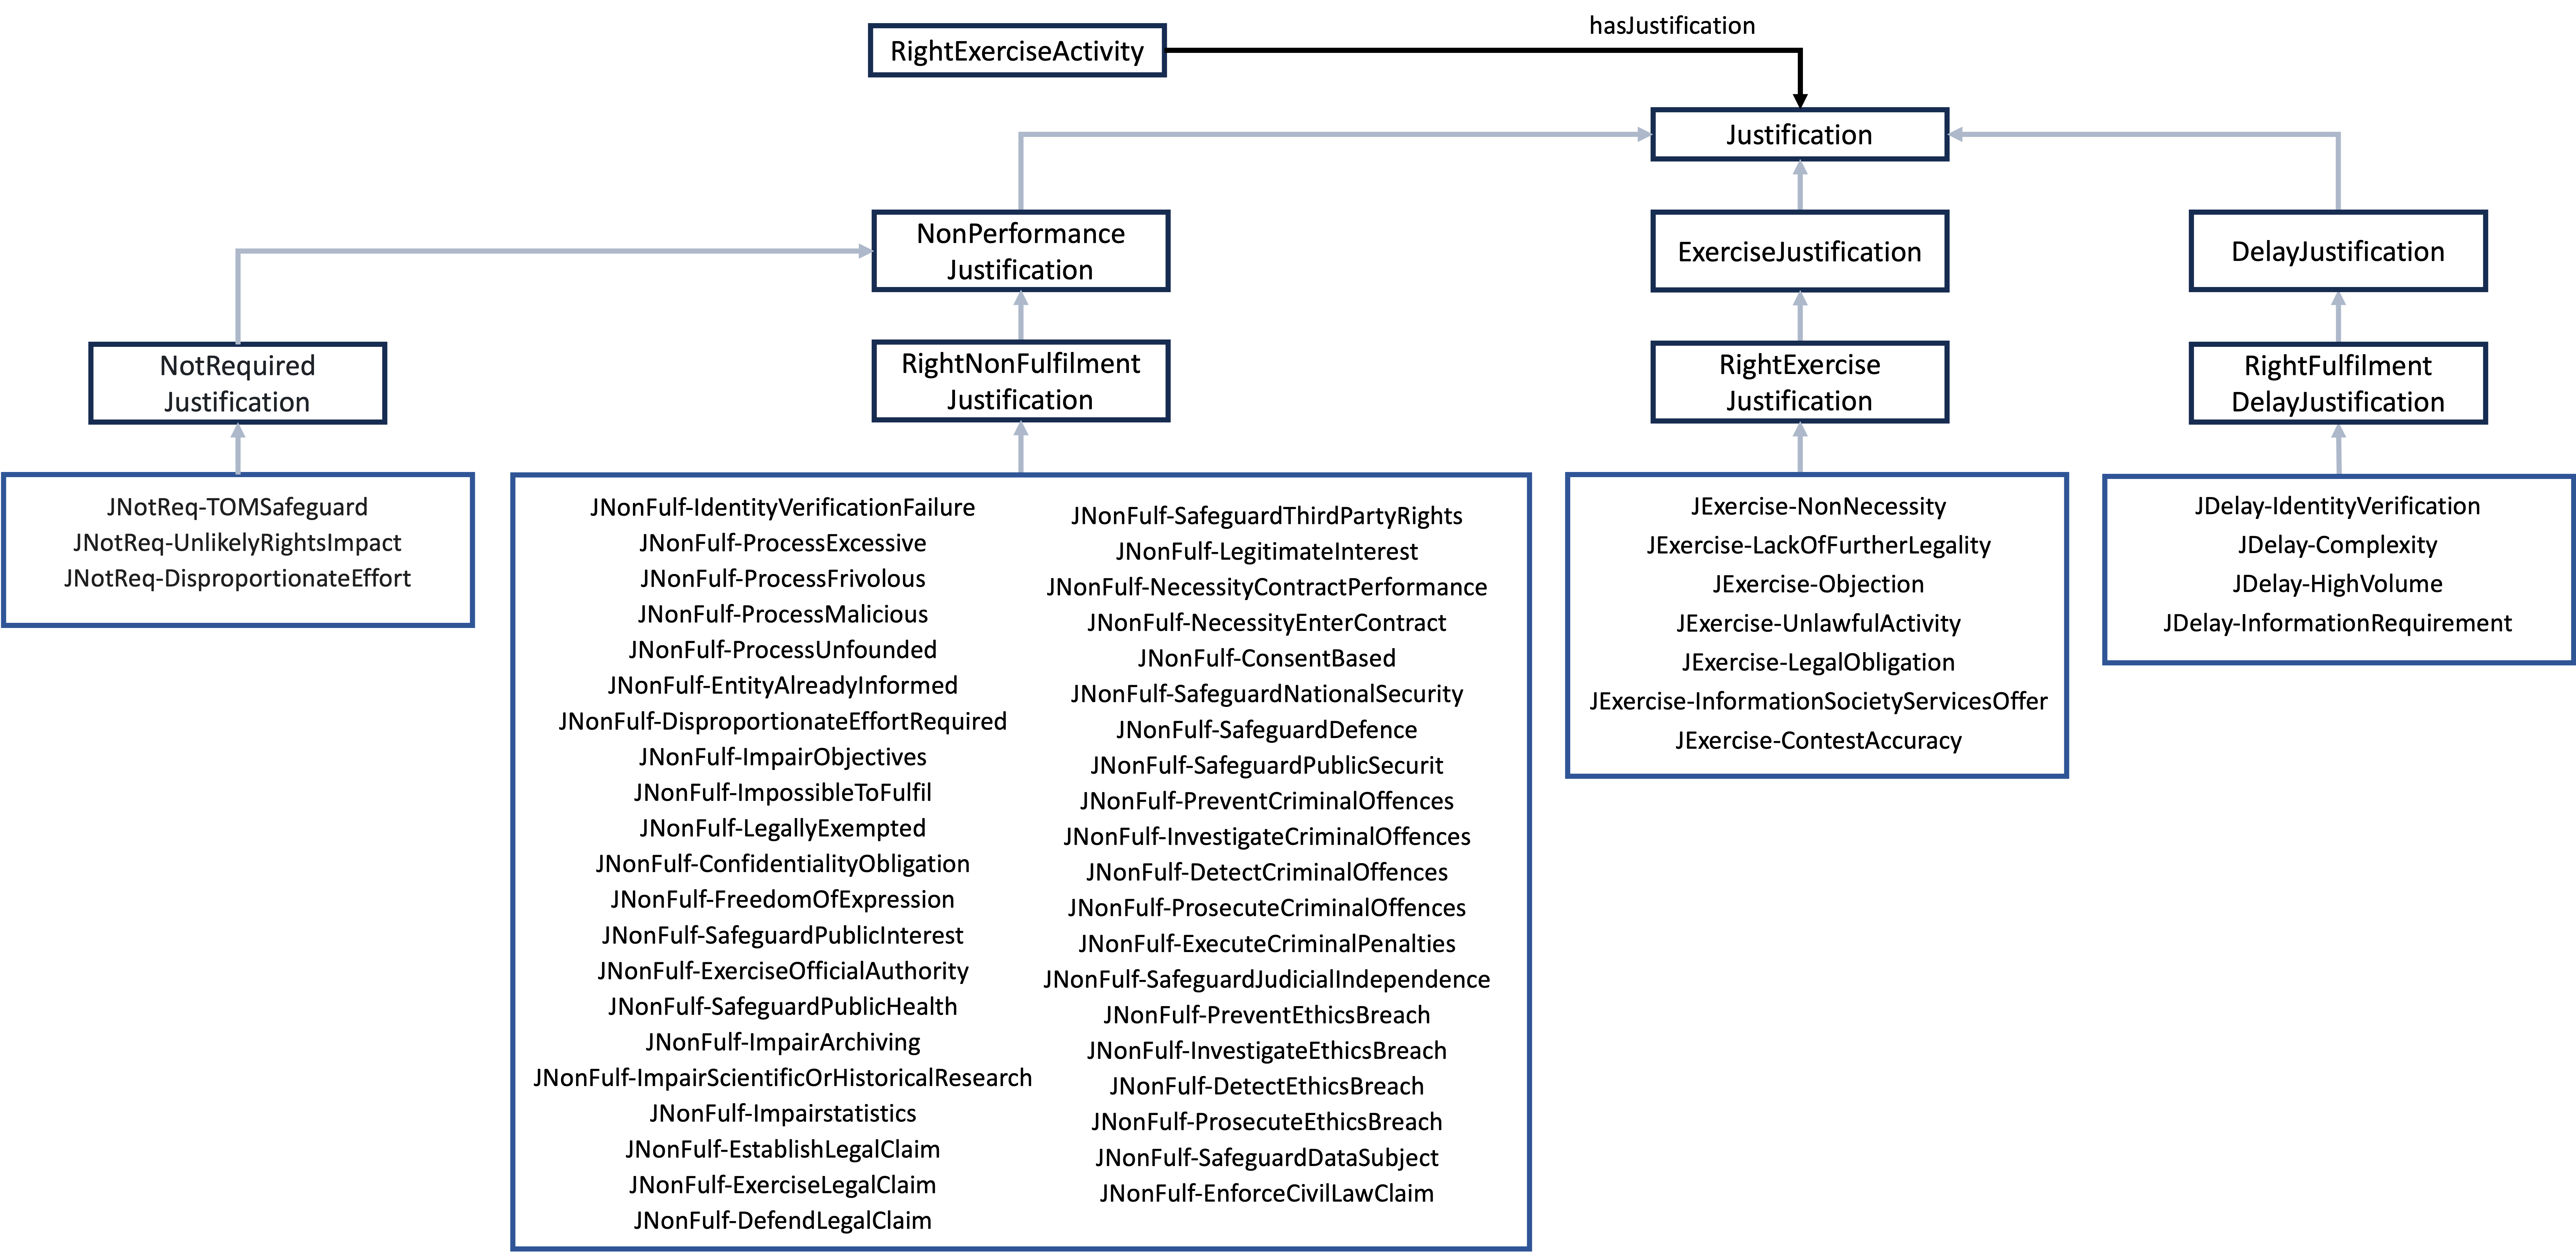 hasJustification
RightExerciseActivity
Justification
NonPerformance
Justification
ExerciseJustification
DelayJustification
NotRequired
Justification
RightNonFulfilment
Justification
RightExercise
Justification
RightFulfilment
DelayJustification
JNotReq-TOMSafeguard
JNotReq-UnlikelyRightsImpact
JNotReq-DisproportionateEffort
JNonFulf-IdentityVerificationFailure
JNonFulf-ProcessExcessive
JNonFulf-ProcessFrivolous
JNonFulf-ProcessMalicious
JNonFulf-ProcessUnfounded
JNonFulf-EntityAlreadyInformed
JNonFulf-DisproportionateEffortRequired
JNonFulf-ImpairObjectives
JNonFulf-ImpossibleToFulfil
JNonFulf-LegallyExempted
JNonFulf-ConfidentialityObligation
JNonFulf-FreedomOfExpression
JNonFulf-SafeguardPublicInterest
JNonFulf-ExerciseOfficialAuthority
JNonFulf-SafeguardPublicHealth
JNonFulf-ImpairArchiving
JNonFulf-ImpairScientificOrHistoricalResearch
JNonFulf-Impairstatistics
JNonFulf-EstablishLegalClaim
JNonFulf-ExerciseLegalClaim
JNonFulf-DefendLegalClaim
JNonFulf-SafeguardThirdPartyRights
JNonFulf-LegitimateInterest
JNonFulf-NecessityContractPerformance
JNonFulf-NecessityEnterContract
JNonFulf-ConsentBased
JNonFulf-SafeguardNationalSecurity
JNonFulf-SafeguardDefence
JNonFulf-SafeguardPublicSecurit
JNonFulf-PreventCriminalOffences
JNonFulf-InvestigateCriminalOffences
JNonFulf-DetectCriminalOffences
JNonFulf-ProsecuteCriminalOffences
JNonFulf-ExecuteCriminalPenalties
JNonFulf-SafeguardJudicialIndependence
JNonFulf-PreventEthicsBreach
JNonFulf-InvestigateEthicsBreach
JNonFulf-DetectEthicsBreach
JNonFulf-ProsecuteEthicsBreach
JNonFulf-SafeguardDataSubject
JNonFulf-EnforceCivilLawClaim
JExercise-NonNecessity
JExercise-LackOfFurtherLegality
JExercise-Objection
JExercise-UnlawfulActivity
JExercise-LegalObligation
JExercise-InformationSocietyServicesOffer
JExercise-ContestAccuracy
JDelay-IdentityVerification
JDelay-Complexity
JDelay-HighVolume
JDelay-InformationRequirement